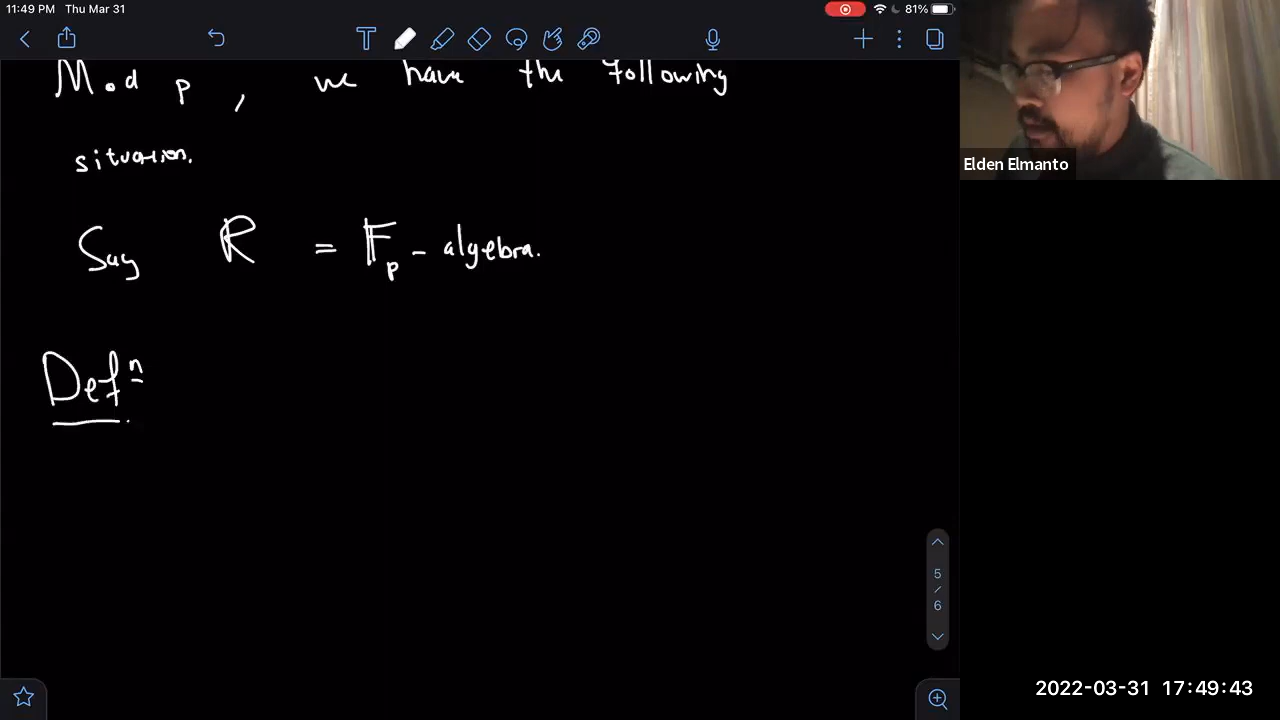 11:49 PM Thu Mar 31
81%
T
Mod p, we have the following
situation.
Say R = 𝔽p - algebra.
Defn
5
/
6
Elden Elmanto
2022-03-31 17:49:43